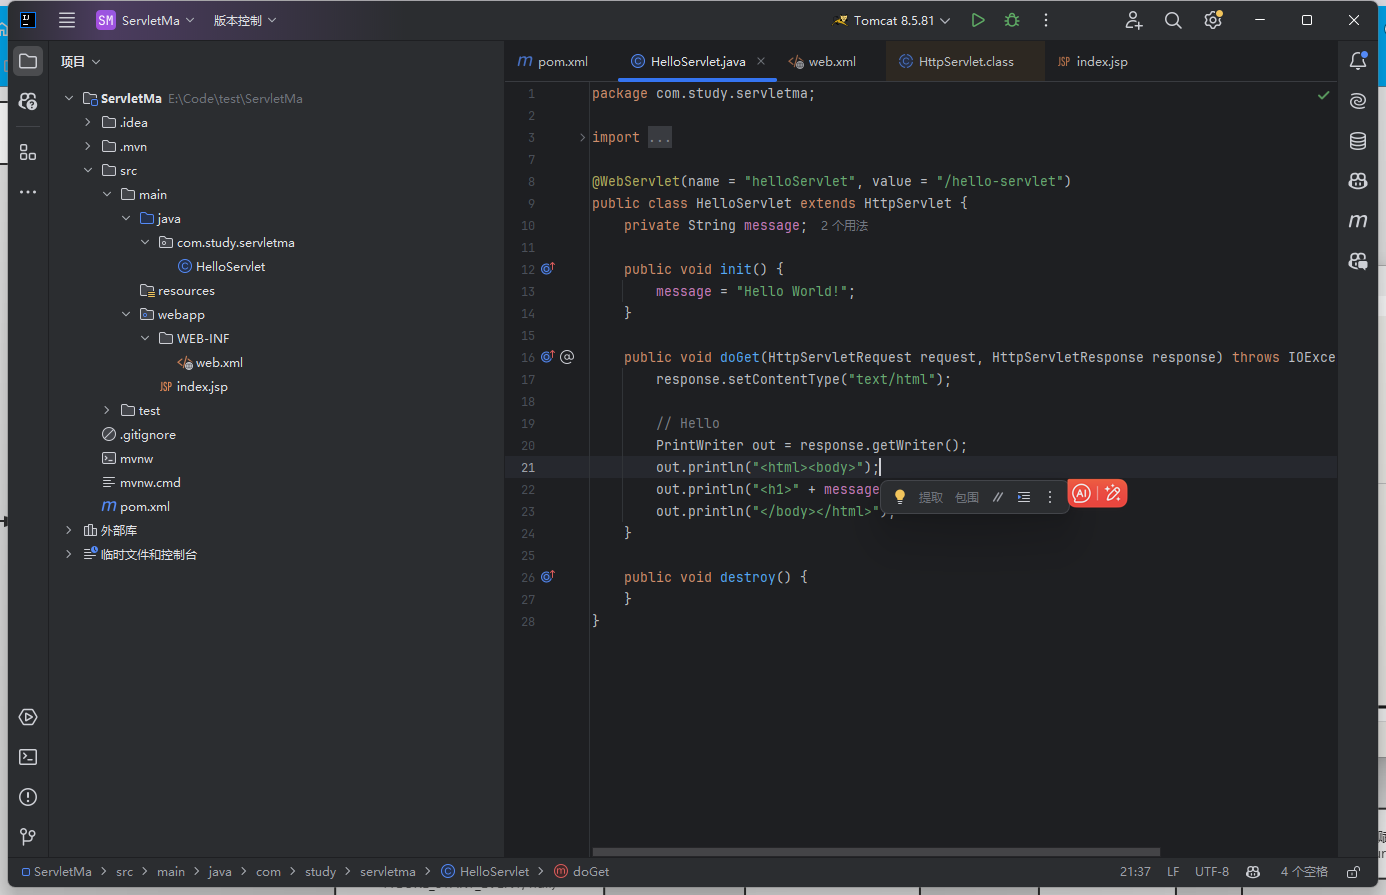 SM ServletMa 版本控制 Tomcat 8.5.81
项目
pom.xml HelloServlet.java web.xml HttpServlet.class JSP index.jsp
ServletMa E:\Code\test\ServletMa
.idea
.mvn
src
main
java
com.study.servletma
HelloServlet
resources
webapp
WEB-INF
web.xml
JSP index.jsp
test
.gitignore
mvnw
mvnw.cmd
pom.xml
外部库
临时文件和控制台
1 package com.study.servletma;
2
3 import ...
7
8 @WebServlet(name = "helloServlet", value = "/hello-servlet")
9 public class HelloServlet extends HttpServlet {
10 private String message; 2 个用法
11
12 public void init() {
13 message = "Hello World!";
14 }
15
16 public void doGet(HttpServletRequest request, HttpServletResponse response) throws IOExce
17 response.setContentType("text/html");
18
19 // Hello
20 PrintWriter out = response.getWriter();
21 out.println("<html><body>");
22 out.println("<h1>" + message
提取 包围 AI
23 out.println("</body></html>");
24 }
25
26 public void destroy() {
27 }
28 }
ServletMa > src > main > java > com > study > servletma > HelloServlet > doGet 21:37 LF UTF-8 4 个空格